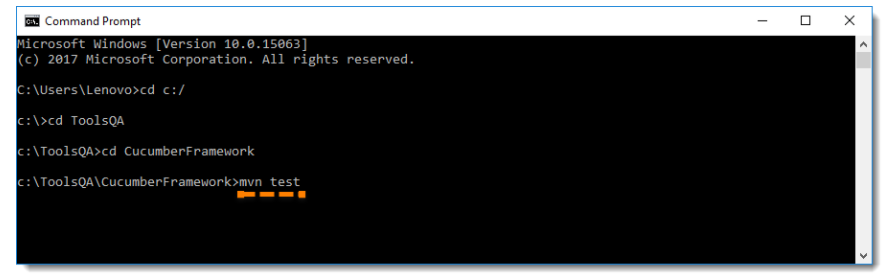 Command Prompt
Microsoft Windows [Version 10.0.15063]
(c) 2017 Microsoft Corporation. All rights reserved.
C:\Users\Lenovo>cd c:/
c:\>cd ToolsQA
c:\ToolsQA>cd CucumberFramework
c:\ToolsQA\CucumberFramework>mvn test